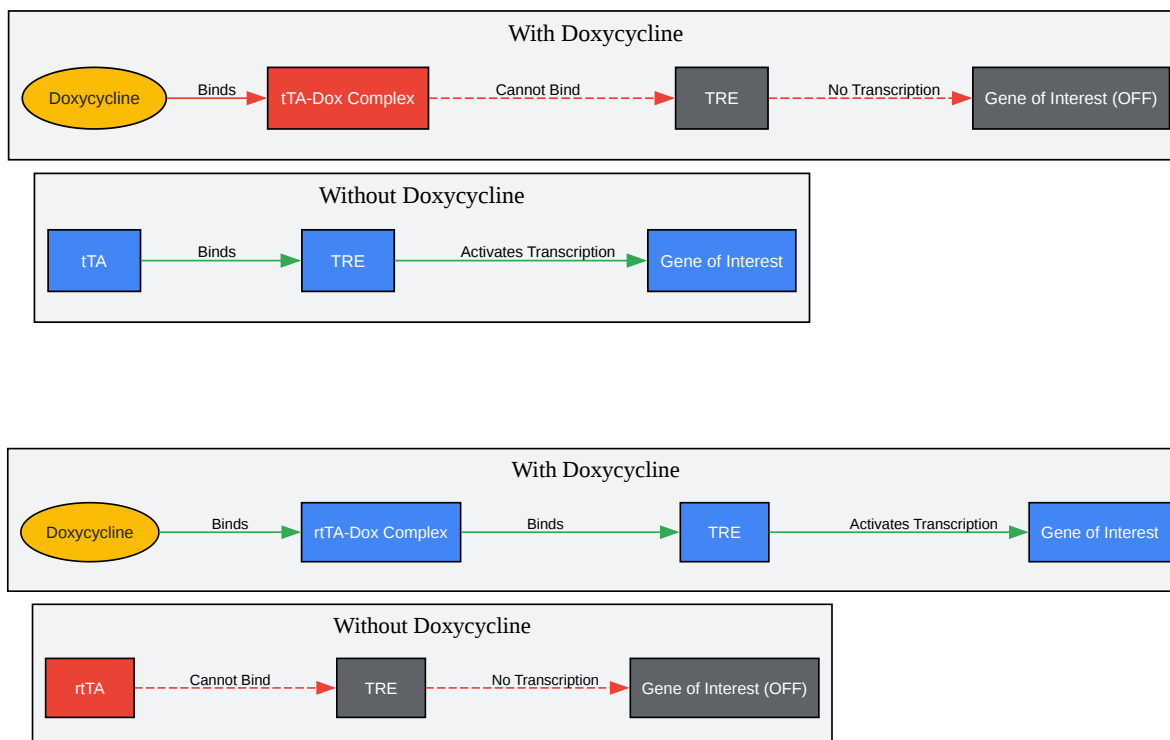 With Doxycycline
Doxycycline
Binds
tTA-Dox Complex
Cannot Bind
TRE
No Transcription
Gene of Interest (OFF)
Without Doxycycline
tTA
Binds
TRE
Activates Transcription
Gene of Interest
With Doxycycline
Doxycycline
Binds
rtTA-Dox Complex
Binds
TRE
Activates Transcription
Gene of Interest
Without Doxycycline
rtTA
Cannot Bind
TRE
No Transcription
Gene of Interest (OFF)